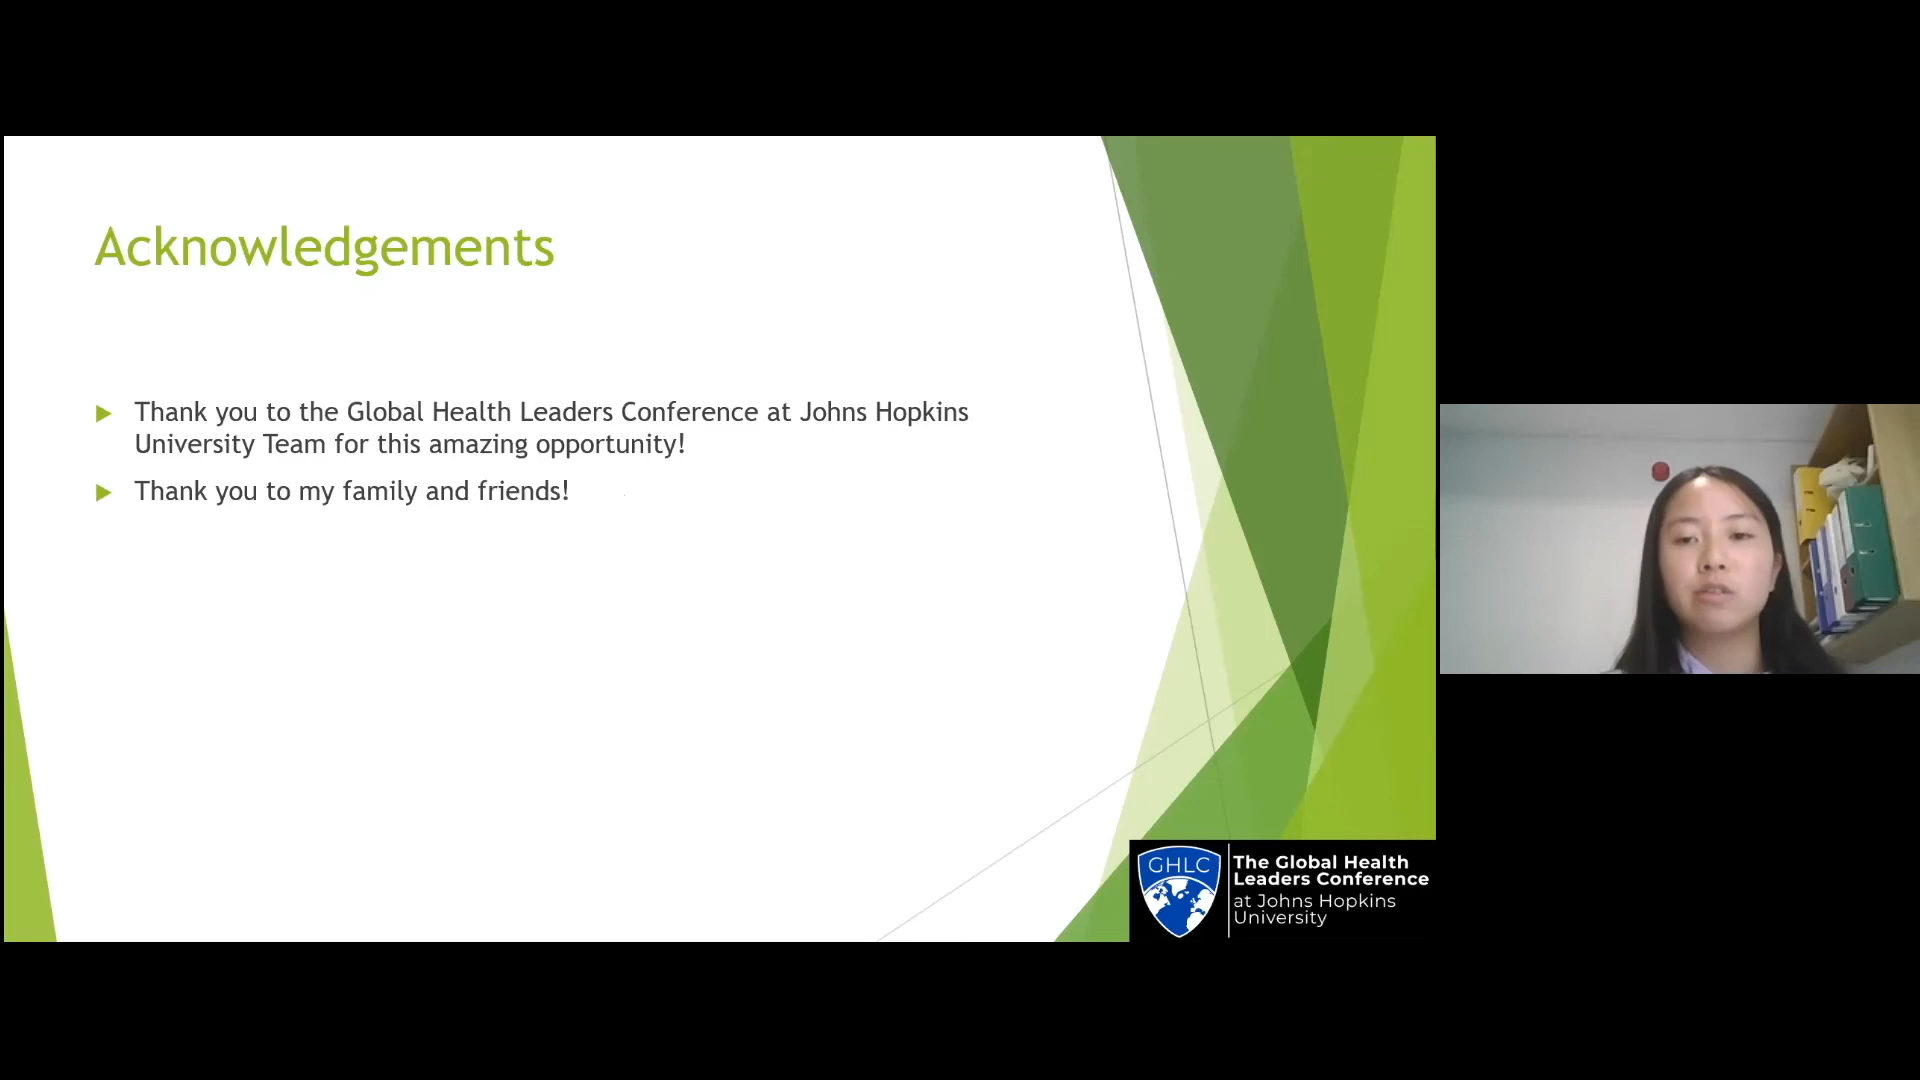 Acknowledgements
Thank you to the Global Health Leaders Conference at Johns Hopkins
University Team for this amazing opportunity!
Thank you to my family and friends!
GHLC
The Global Health
Leaders Conference
at Johns Hopkins
University